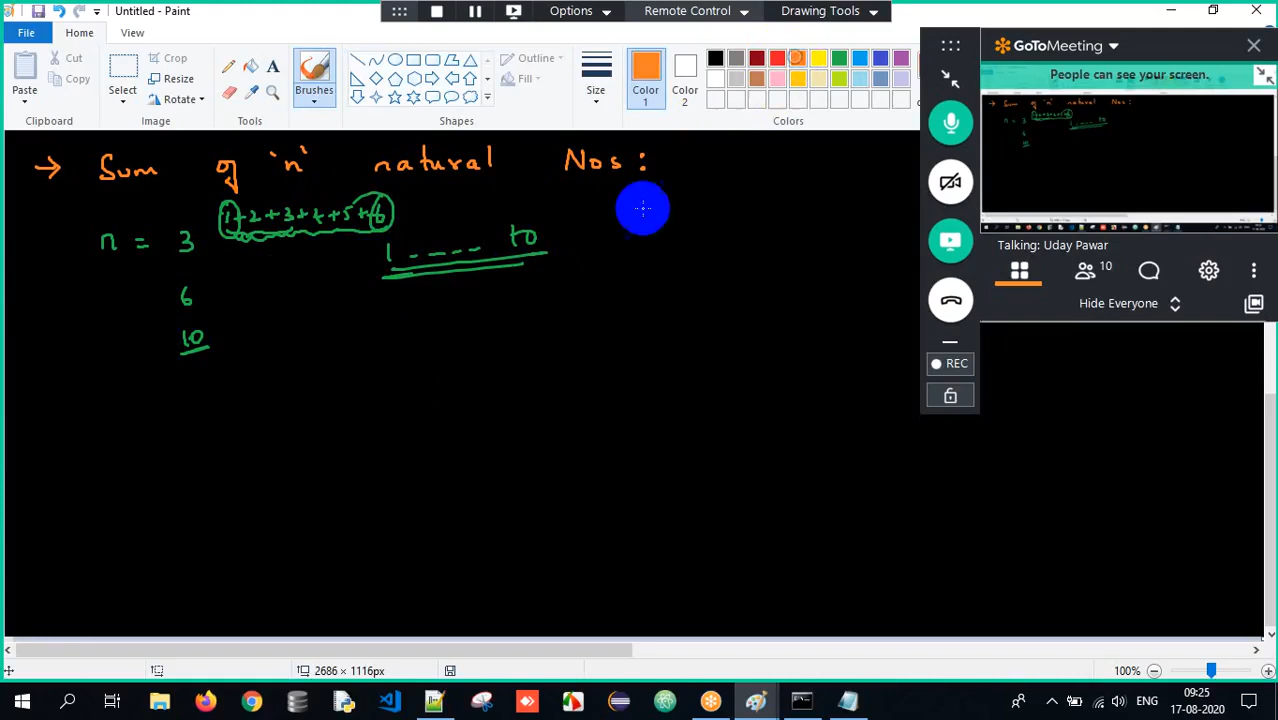 Untitled - Paint
Options
Remote Control
Drawing Tools
File
Home
View
Paste
Cut
Copy
Clipboard
Select
Crop
Resize
Rotate
Image
A
Tools
Brushes
Outline
Fill
Shapes
Size
Color 1
Color 2
Colors
GoToMeeting
People can see your screen.
Talking: Uday Pawar
10
Hide Everyone
REC
→ Sum of 'n' natural Nos:
1+2+3+4+5+6
n = 3
1 ---- to
6
10
2686 × 1116px
100%
ENG
09:25
17-08-2020